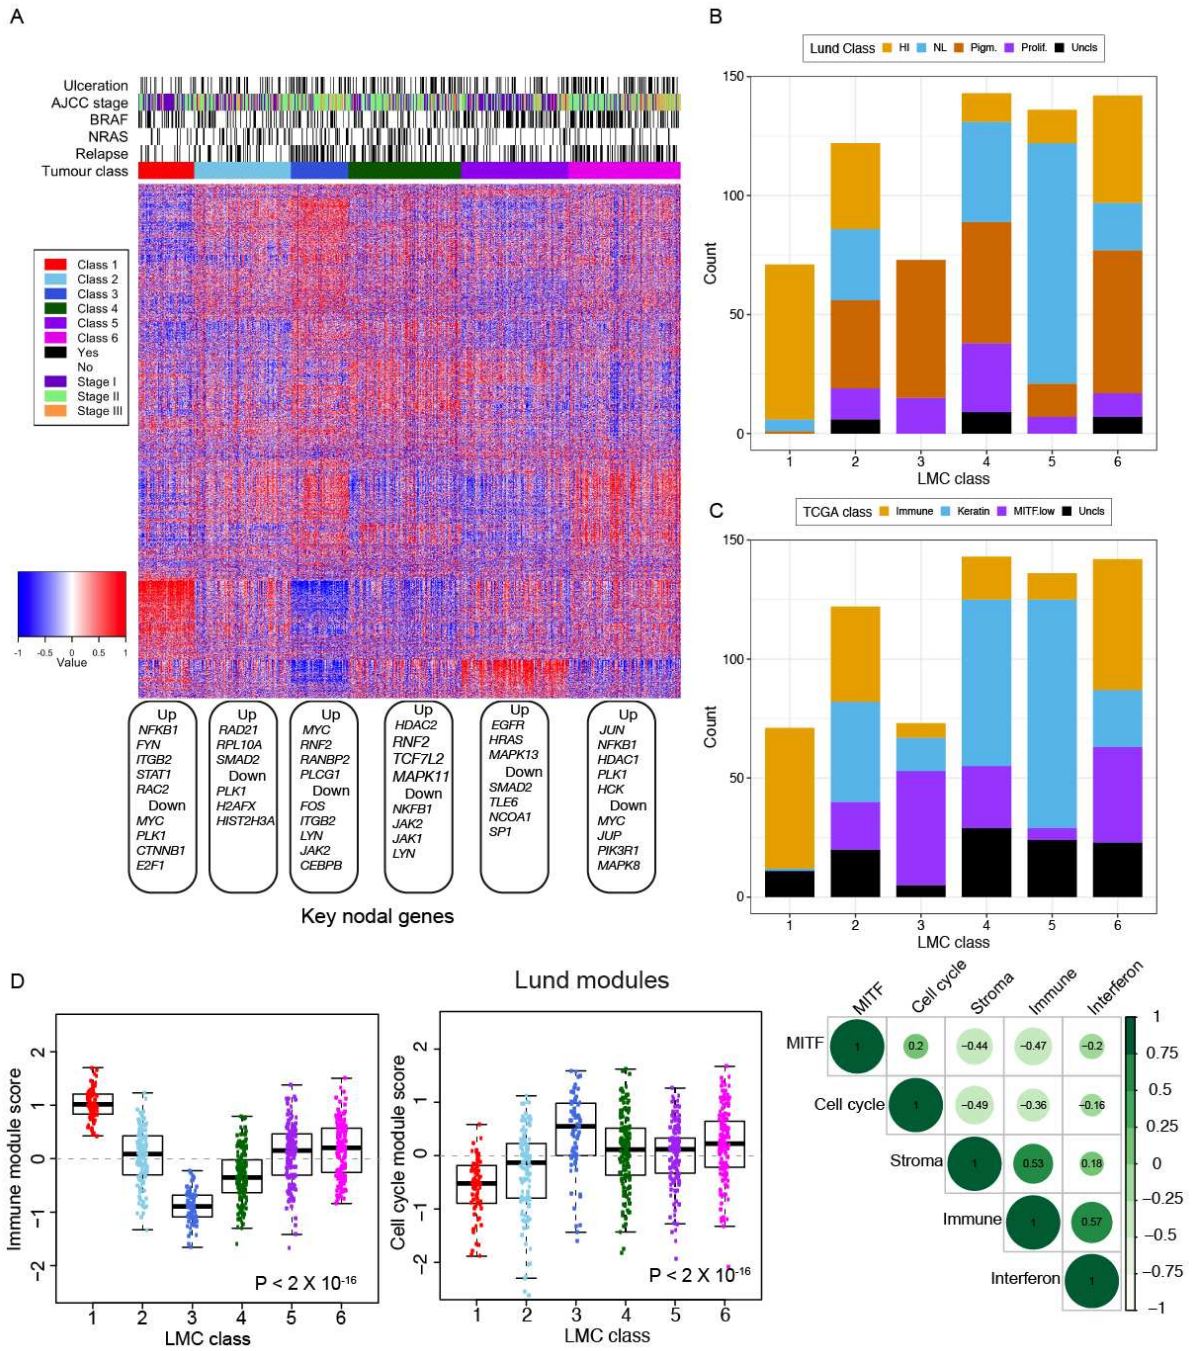 A
Ulceration
AJCC stage
BRAF
NRAS
Relapse
Tumour class
Class 1
Class 2
Class 3
Class 4
Class 5
Class 6
Yes
No
Stage I
Stage II
Stage III
-1 -0.5 0 0.5 1
Value
Up
NFKB1
FYN
ITGB2
STAT1
RAC2
Down
MYC
PLK1
CTNNB1
E2F1
Up
RAD21
RPL10A
SMAD2
Down
PLK1
H2AFX
HIST2H3A
Up
MYC
RNF2
RANBP2
PLCG1
Down
FOS
ITGB2
LYN
JAK2
CEBPB
Up
HDAC2
RNF2
TCF7L2
MAPK11
Down
NKFB1
JAK2
JAK1
LYN
Up
EGFR
HRAS
MAPK13
Down
SMAD2
TLE6
NCOA1
SP1
Up
JUN
NFKB1
HDAC1
PLK1
HCK
Down
MYC
JUP
PIK3R1
MAPK8
Key nodal genes
B
Lund Class HI NL Pigm. Prolif. Uncls
150
100
50
0
Count
1 2 3 4 5 6
LMC class
C
TCGA class Immune Keratin MITF.low Uncls
150
100
50
0
Count
1 2 3 4 5 6
LMC class
D
Lund modules
Immune module score
2
1
0
−1
−2
P < 2 X 10-16
1 2 3 4 5 6
LMC class
Cell cycle module score
2
1
0
−1
−2
P < 2 X 10-16
1 2 3 4 5 6
LMC class
MITF Cell cycle Stroma Immune Interferon
MITF 1 0.2 −0.44 −0.47 −0.2
Cell cycle 1 −0.49 −0.36 −0.16
Stroma 1 0.53 0.18
Immune 1 0.57
Interferon 1
1
0.75
0.5
0.25
0
−0.25
−0.5
−0.75
−1